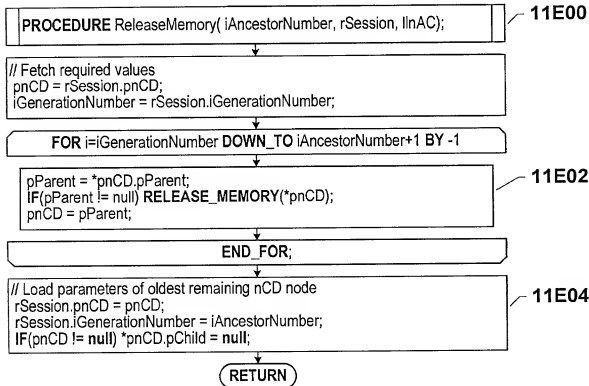 PROCEDURE ReleaseMemory( iAncestorNumber, rSession, llnAC);
11E00
// Fetch required values
pnCD = rSession.pnCD;
iGenerationNumber = rSession.iGenerationNumber;
FOR i=iGenerationNumber DOWN_TO iAncestorNumber+1 BY -1
pParent = *pnCD.pParent;
11E02
IF(pParent != null) RELEASE_MEMORY(*pnCD);
pnCD = pParent;
END_FOR;
// Load parameters of oldest remaining nCD node
11E04
rSession.pnCD = pnCD;
rSession.iGenerationNumber = iAncestorNumber;
IF(pnCD != null) *pnCD.pChild = null;
RETURN